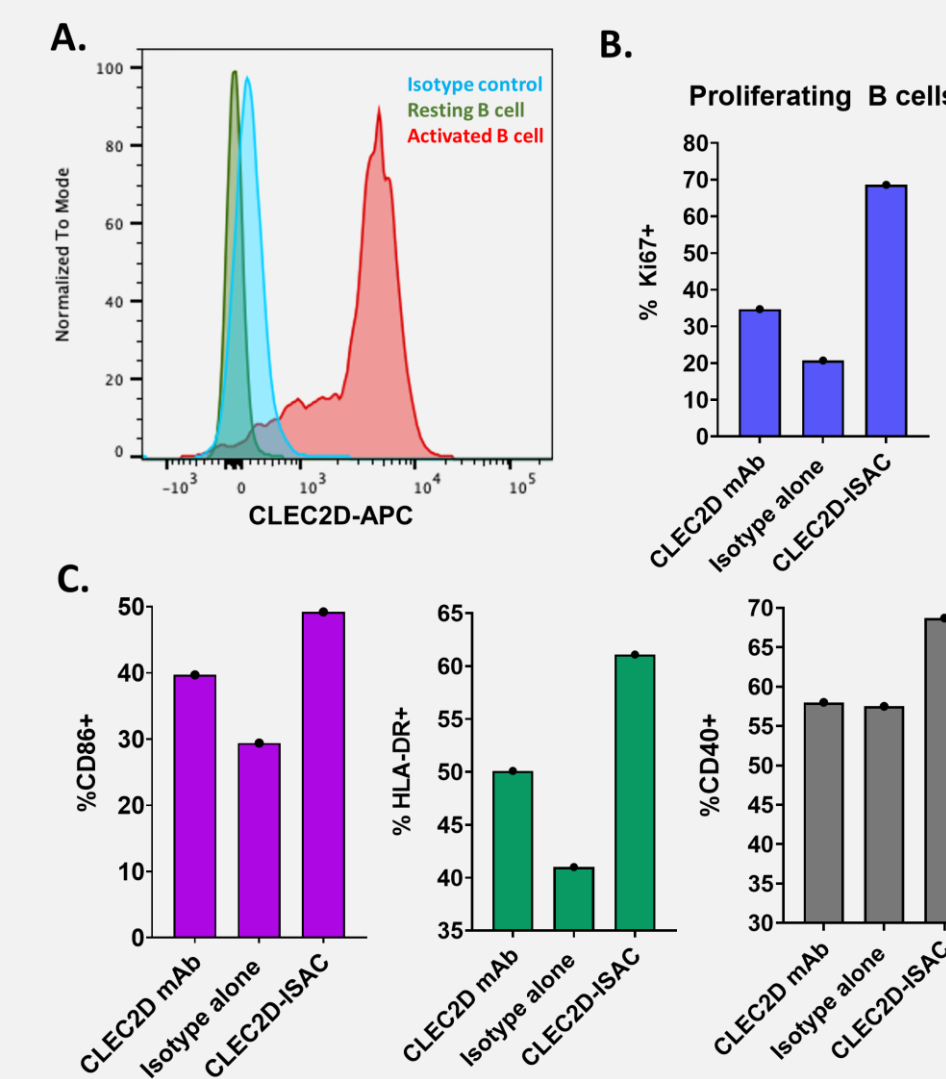 A.
Isotype control
Resting B cell
Activated B cell
Normalized To Mode
100
80
60
40
20
0
-10³ 0 10³ 10⁴ 10⁵
CLEC2D-APC
B.
Proliferating B cells
% Ki67+
80
70
60
50
40
30
20
10
0
CLEC2D mAb
Isotype alone
CLEC2D-ISAC
C.
%CD86+
50
40
30
20
10
0
CLEC2D mAb
Isotype alone
CLEC2D-ISAC
% HLA-DR+
65
60
55
50
45
40
35
CLEC2D mAb
Isotype alone
CLEC2D-ISAC
%CD40+
70
65
60
55
50
45
40
35
30
CLEC2D mAb
Isotype alone
CLEC2D-ISAC